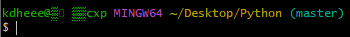 kdheee@▒▯ ▒▒cxp MINGW64 ~/Desktop/Python (master)
$